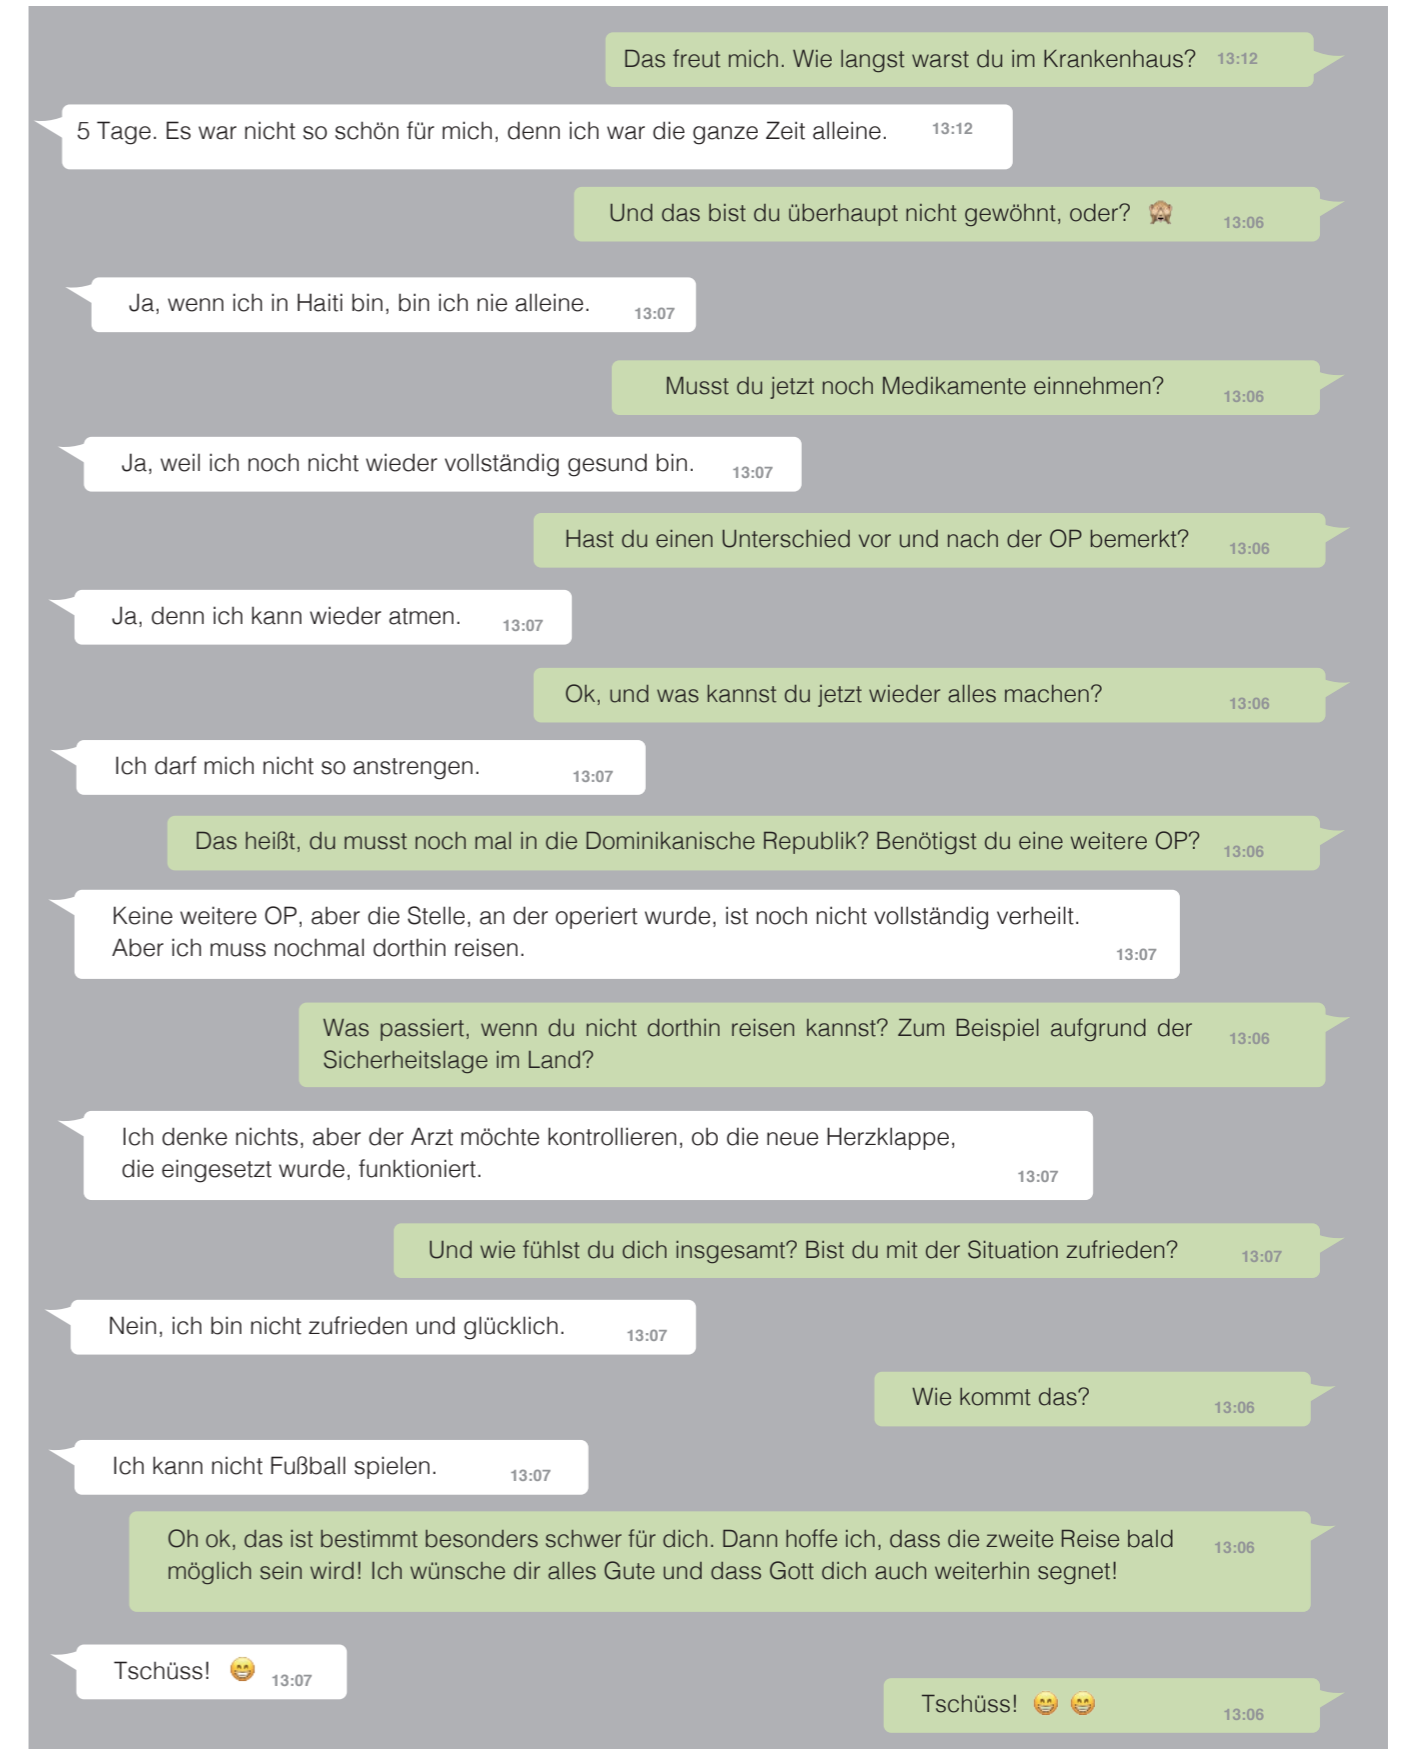 Das freut mich. Wie langst warst du im Krankenhaus? 13:12
5 Tage. Es war nicht so schön für mich, denn ich war die ganze Zeit alleine. 13:12
Und das bist du überhaupt nicht gewöhnt, oder? 🙈 13:06
Ja, wenn ich in Haiti bin, bin ich nie alleine. 13:07
Musst du jetzt noch Medikamente einnehmen? 13:06
Ja, weil ich noch nicht wieder vollständig gesund bin. 13:07
Hast du einen Unterschied vor und nach der OP bemerkt? 13:06
Ja, denn ich kann wieder atmen. 13:07
Ok, und was kannst du jetzt wieder alles machen? 13:06
Ich darf mich nicht so anstrengen. 13:07
Das heißt, du musst noch mal in die Dominikanische Republik? Benötigst du eine weitere OP? 13:06
Keine weitere OP, aber die Stelle, an der operiert wurde, ist noch nicht vollständig verheilt.
Aber ich muss nochmal dorthin reisen. 13:07
Was passiert, wenn du nicht dorthin reisen kannst? Zum Beispiel aufgrund der 13:06
Sicherheitslage im Land?
Ich denke nichts, aber der Arzt möchte kontrollieren, ob die neue Herzklappe,
die eingesetzt wurde, funktioniert. 13:07
Und wie fühlst du dich insgesamt? Bist du mit der Situation zufrieden? 13:07
Nein, ich bin nicht zufrieden und glücklich. 13:07
Wie kommt das? 13:06
Ich kann nicht Fußball spielen. 13:07
Oh ok, das ist bestimmt besonders schwer für dich. Dann hoffe ich, dass die zweite Reise bald 13:06
möglich sein wird! Ich wünsche dir alles Gute und dass Gott dich auch weiterhin segnet!
Tschüss! 😁 13:07
Tschüss! 😁 😁 13:06